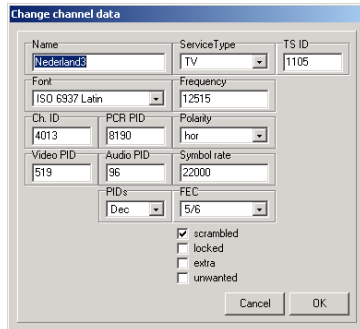 Change channel data
Name ServiceType TS ID
Nederland3 TV 1105
Font Frequency
ISO 6937 Latin 12515
Ch. ID PCR PID Polarity
4013 8190 hor
Video PID Audio PID Symbol rate
519 96 22000
PIDs FEC
Dec 5/6
scrambled
locked
extra
unwanted
Cancel OK